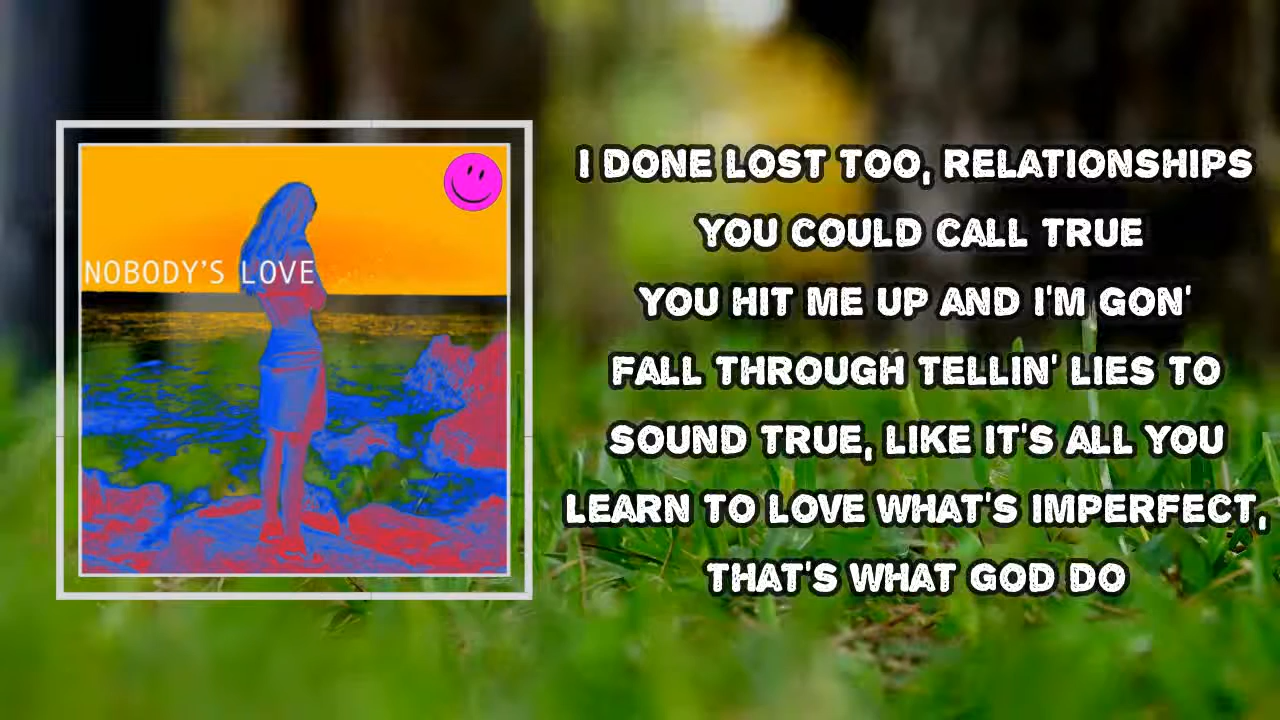 NOBODY'S LOVE
I DONE LOST TOO, RELATIONSHIPS
YOU COULD CALL TRUE
YOU HIT ME UP AND I'M GON'
FALL THROUGH TELLIN' LIES TO
SOUND TRUE, LIKE IT'S ALL YOU
LEARN TO LOVE WHAT'S IMPERFECT,
THAT'S WHAT GOD DO